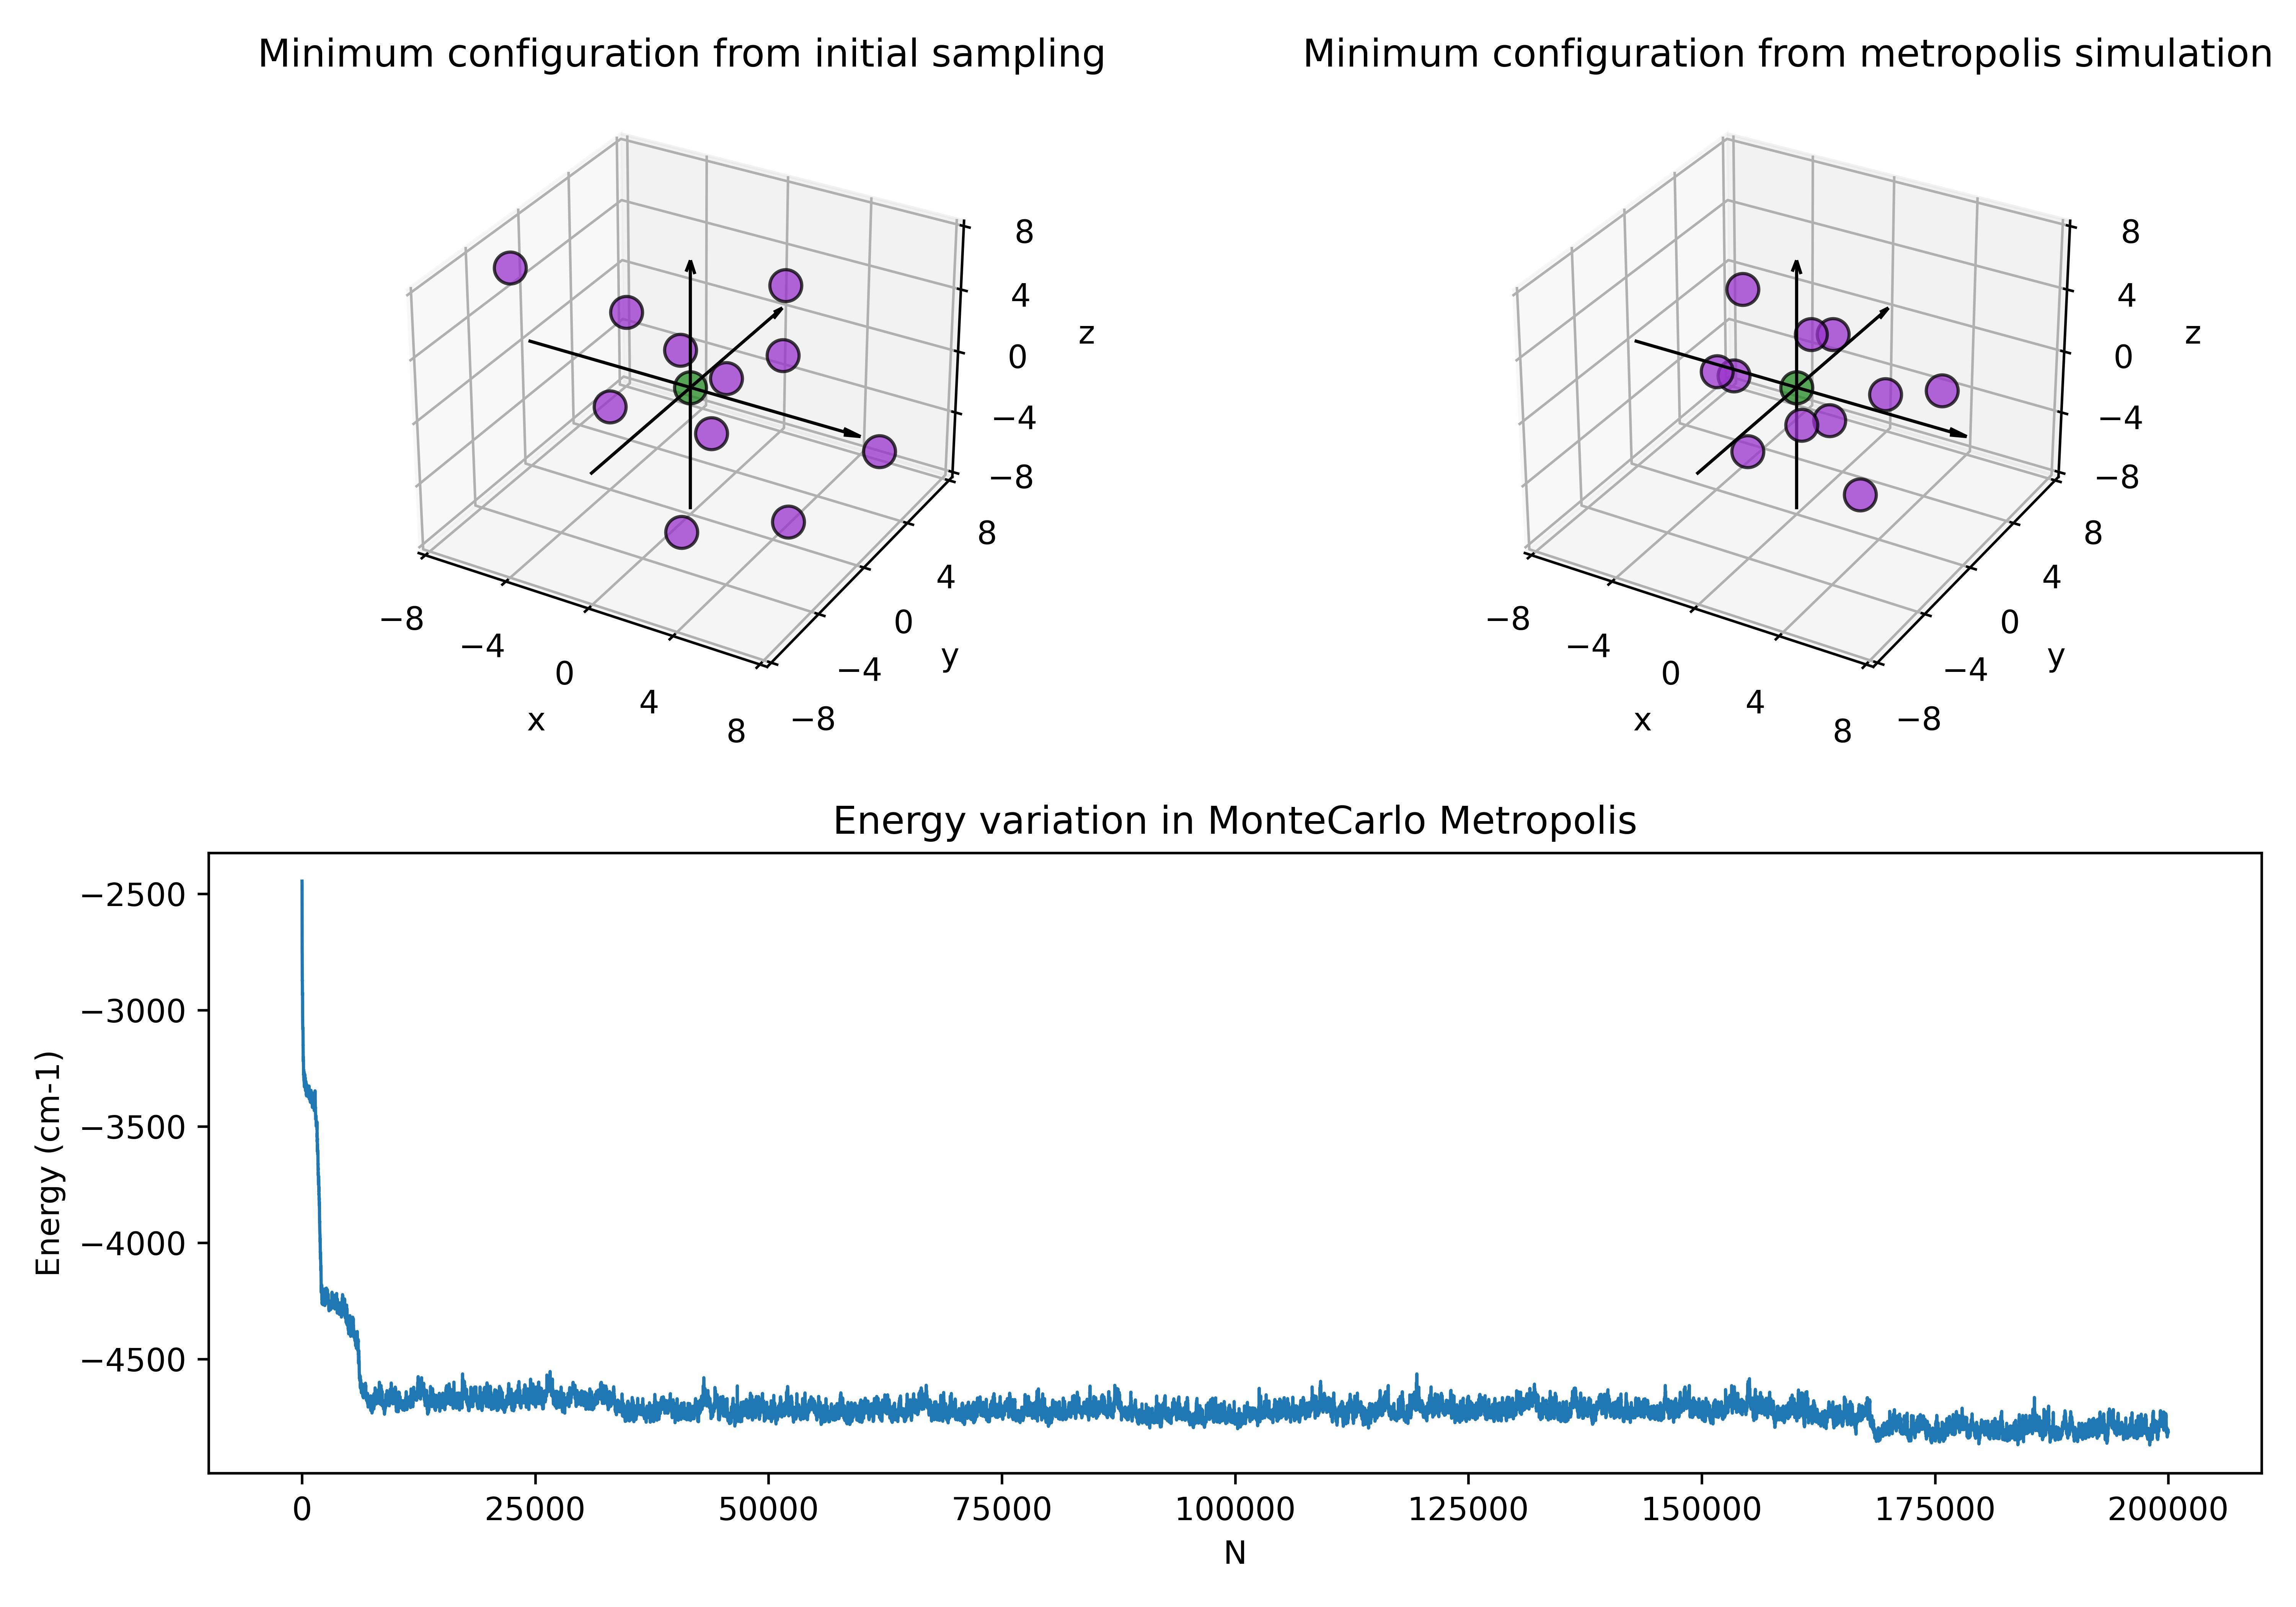 Minimum configuration from initial sampling
Minimum configuration from metropolis simulation
8
4
0
−4
−8
z
−8
−4
0
4
8
x
−8
−4
0
4
8
y
8
4
0
−4
−8
z
−8
−4
0
4
8
x
−8
−4
0
4
8
y
Energy variation in MonteCarlo Metropolis
−2500
−3000
−3500
−4000
−4500
Energy (cm-1)
0 25000 50000 75000 100000 125000 150000 175000 200000
N